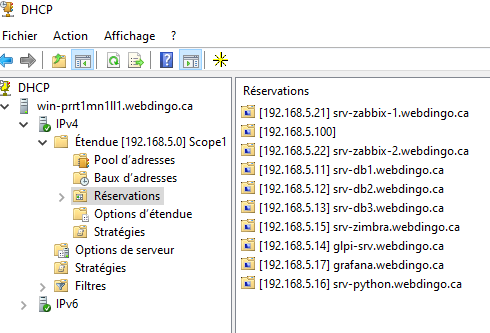 DHCP
Fichier Action Affichage ?
DHCP
win-prrt1mn1ll1.webdingo.ca
IPv4
Étendue [192.168.5.0] Scope1
Pool d'adresses
Baux d'adresses
Réservations
Options d'étendue
Stratégies
Options de serveur
Stratégies
Filtres
IPv6
Réservations
[192.168.5.21] srv-zabbix-1.webdingo.ca
[192.168.5.100]
[192.168.5.22] srv-zabbix-2.webdingo.ca
[192.168.5.11] srv-db1.webdingo.ca
[192.168.5.12] srv-db2.webdingo.ca
[192.168.5.13] srv-db3.webdingo.ca
[192.168.5.15] srv-zimbra.webdingo.ca
[192.168.5.14] glpi-srv.webdingo.ca
[192.168.5.17] grafana.webdingo.ca
[192.168.5.16] srv-python.webdingo.ca